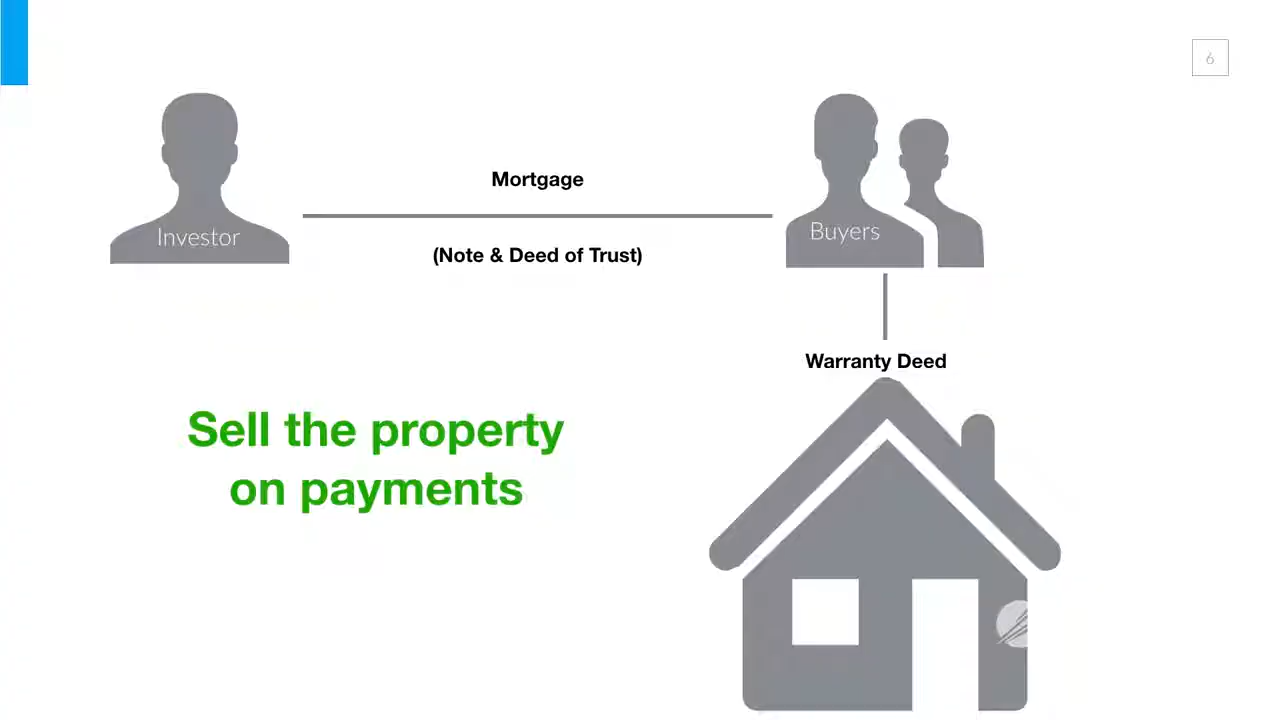 6
Mortgage
Investor
Buyers
(Note & Deed of Trust)
Warranty Deed
Sell the property
on payments